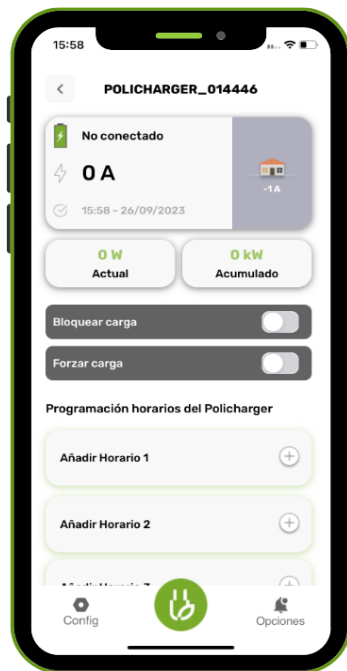 15:58
POLICHARGER_014446
No conectado
0 A
-1 A
15:58 - 26/09/2023
0 W
Actual
0 kW
Acumulado
Bloquear carga
Forzar carga
Programación horarios del Policharger
Añadir Horario 1
Añadir Horario 2
Config
Opciones